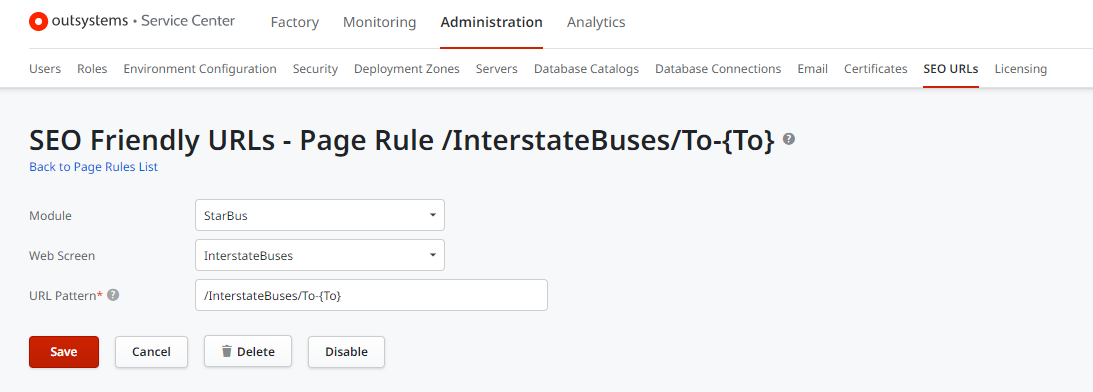 outsystems • Service Center Factory Monitoring Administration Analytics
Users Roles Environment Configuration Security Deployment Zones Servers Database Catalogs Database Connections Email Certificates SEO URLs Licensing
SEO Friendly URLs - Page Rule /InterstateBuses/To-{To} ?
Back to Page Rules List
Module StarBus
Web Screen InterstateBuses
URL Pattern* ? /InterstateBuses/To-{To}
Save Cancel Delete Disable